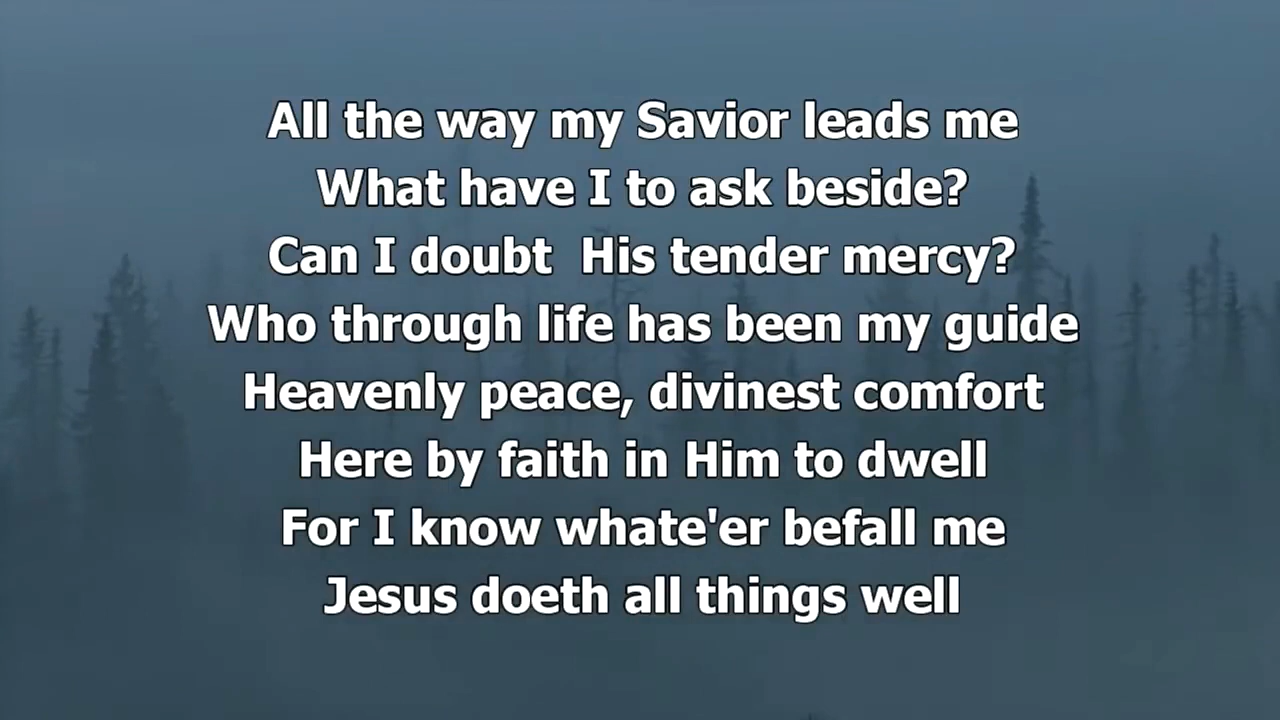 All the way my Savior leads me
What have I to ask beside?
Can I doubt  His tender mercy?
Who through life has been my guide
Heavenly peace, divinest comfort
Here by faith in Him to dwell
For I know whate'er befall me
Jesus doeth all things well